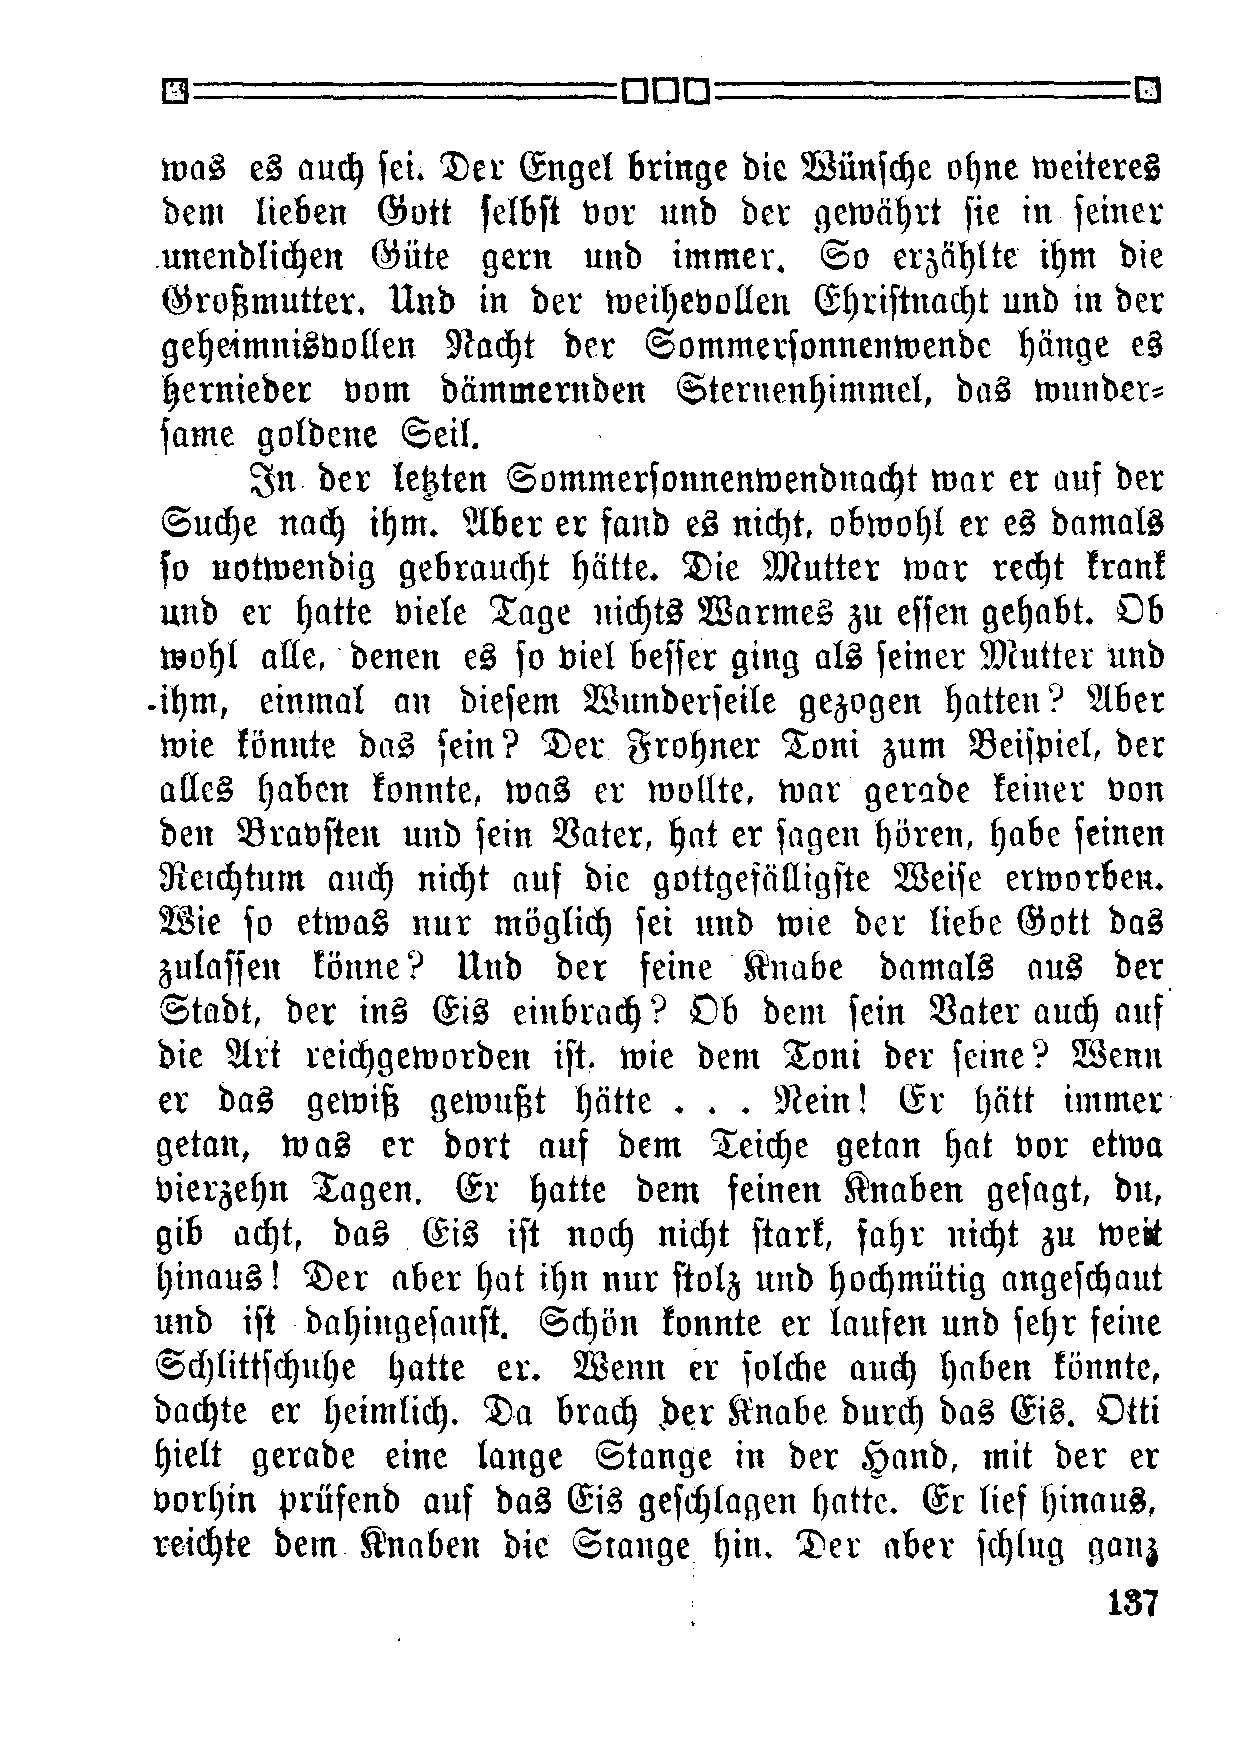 was es auch sei. Der Engel bringe die Wünsche ohne weiteres
dem lieben Gott selbst vor und der gewährt sie in seiner
unendlichen Güte gern und immer. So erzählte ihm die
Großmutter. Und in der weihevollen Christnacht und in der
geheimnisvollen Nacht der Sommersonnenwende hänge es
hernieder vom dämmernden Sternenhimmel, das wunder-
same goldene Seil.
In der letzten Sommersonnenwendnacht war er auf der
Suche nach ihm. Aber er fand es nicht, obwohl er es damals
so notwendig gebraucht hätte. Die Mutter war recht krank
und er hatte viele Tage nichts Warmes zu essen gehabt. Ob
wohl alle, denen es so viel besser ging als seiner Mutter und
ihm, einmal an diesem Wunderseile gezogen hatten? Aber
wie könnte das sein? Der Frohner Toni zum Beispiel, der
alles haben konnte, was er wollte, war gerade keiner von
den Bravsten und sein Vater, hat er sagen hören, habe seinen
Reichtum auch nicht auf die gottgefälligste Weise erworben.
Wie so etwas nur möglich sei und wie der liebe Gott das
zulassen könne? Und der feine Knabe damals aus der
Stadt, der ins Eis einbrach? Ob dem sein Vater auch auf
die Art reichgeworden ist, wie dem Toni der seine? Wenn
er das gewiß gewußt hätte . . . Nein! Er hätt immer
getan, was er dort auf dem Teiche getan hat vor etwa
vierzehn Tagen. Er hatte dem feinen Knaben gesagt, du,
gib acht, das Eis ist noch nicht stark, fahr nicht zu weit
hinaus! Der aber hat ihn nur stolz und hochmütig angeschaut
und ist dahingesaust. Schön konnte er laufen und sehr feine
Schlittschuhe hatte er. Wenn er solche auch haben könnte,
dachte er heimlich. Da brach der Knabe durch das Eis. Otti
hielt gerade eine lange Stange in der Hand, mit der er
vorhin prüfend auf das Eis geschlagen hatte. Er lief hinaus,
reichte dem Knaben die Stange hin. Der aber schlug ganz
137